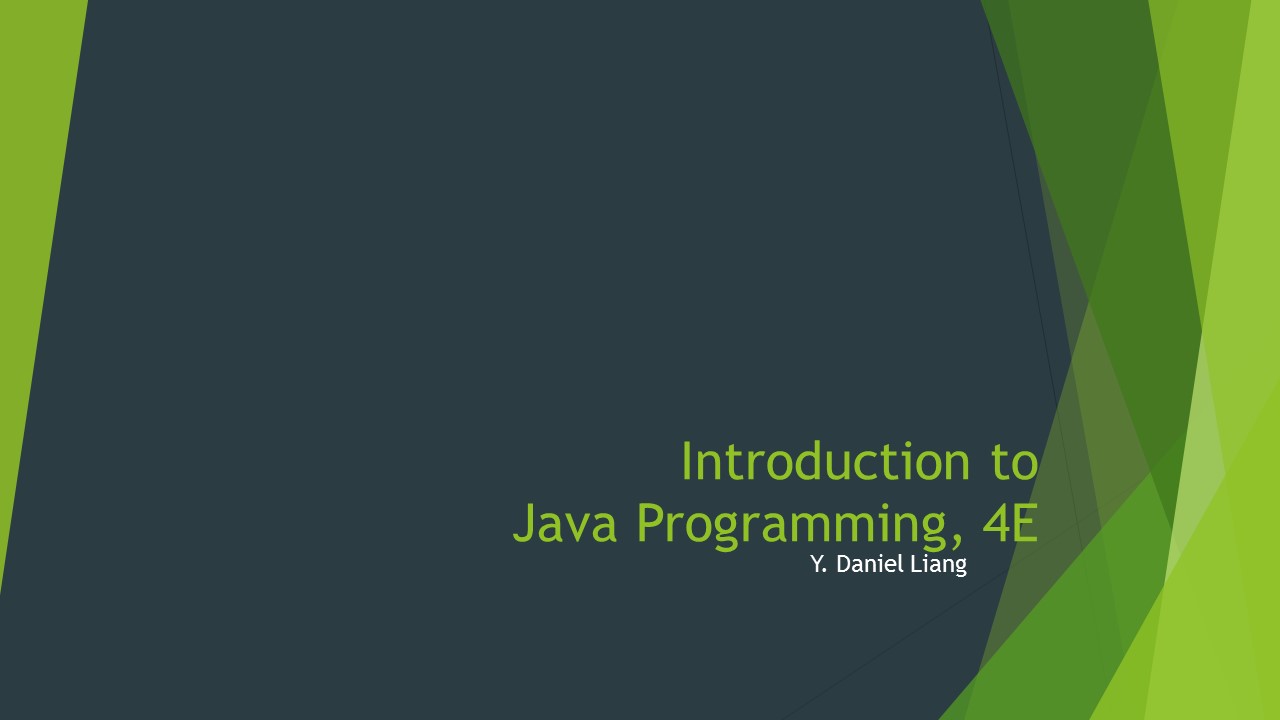 Introduction to
Java Programming, 4E
Y. Daniel Liang